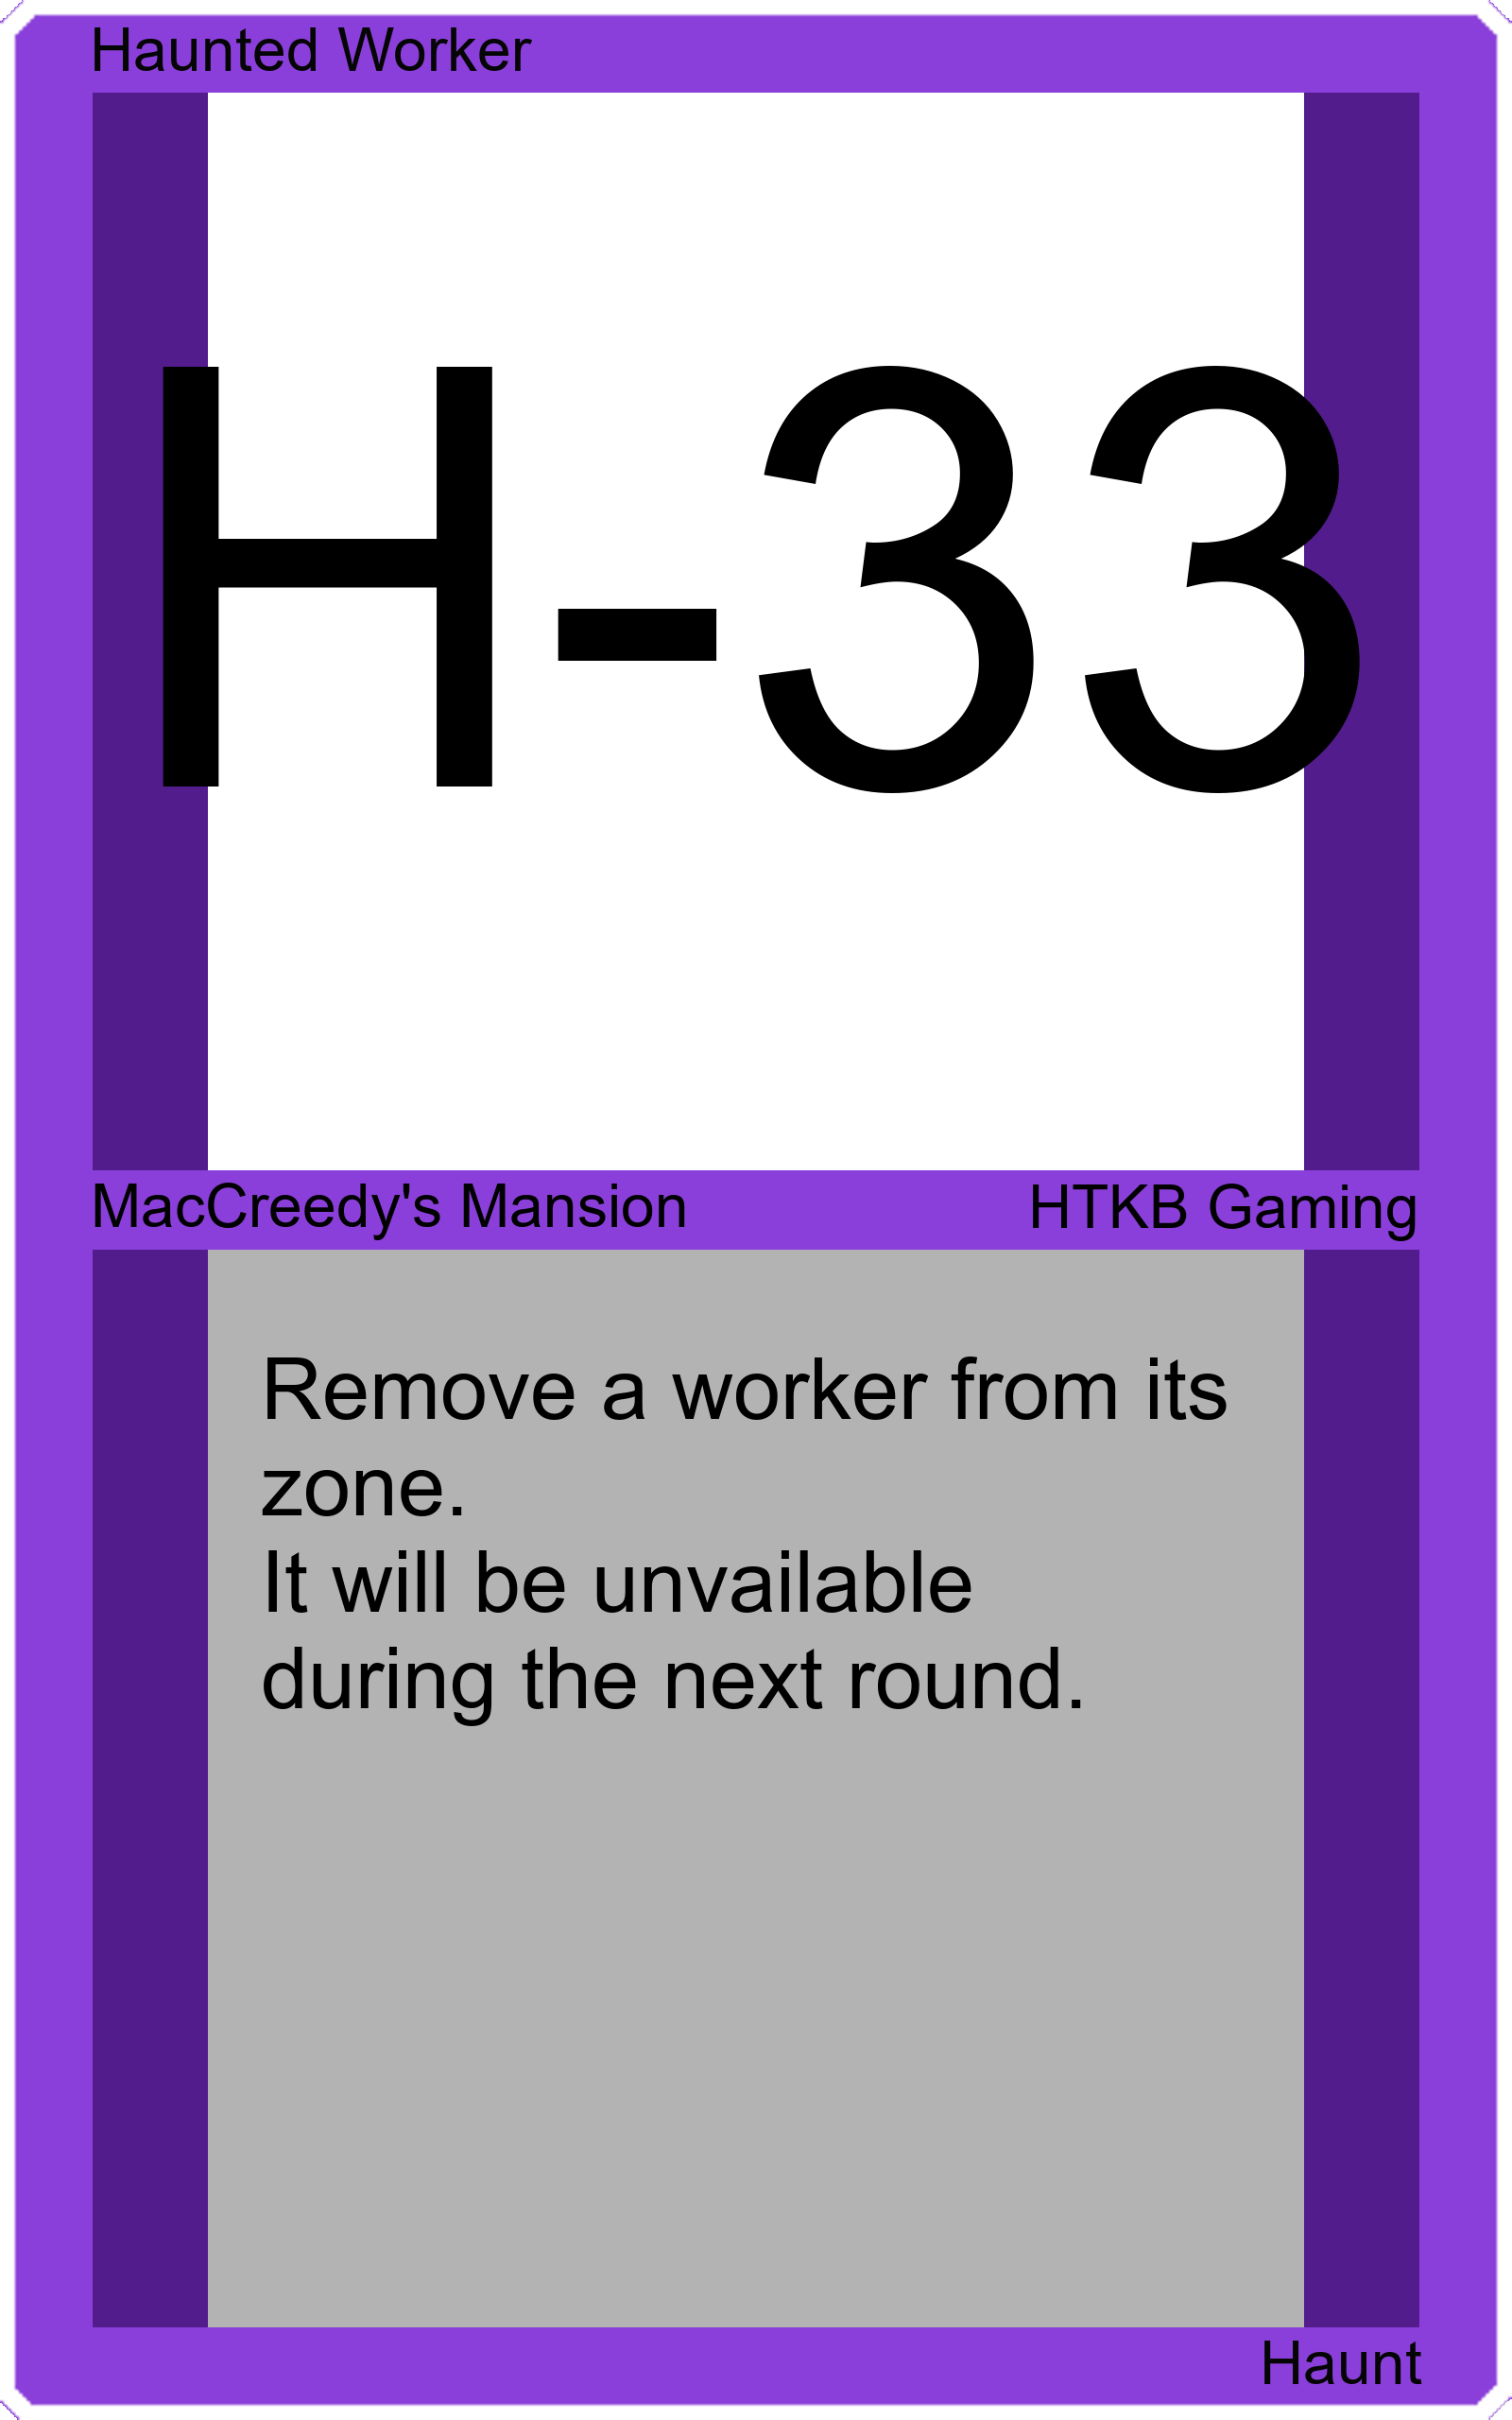 Haunted Worker
H-33
MacCreedy's Mansion
HTKB Gaming
Remove a worker from its
zone.
It will be unvailable
during the next round.
Haunt